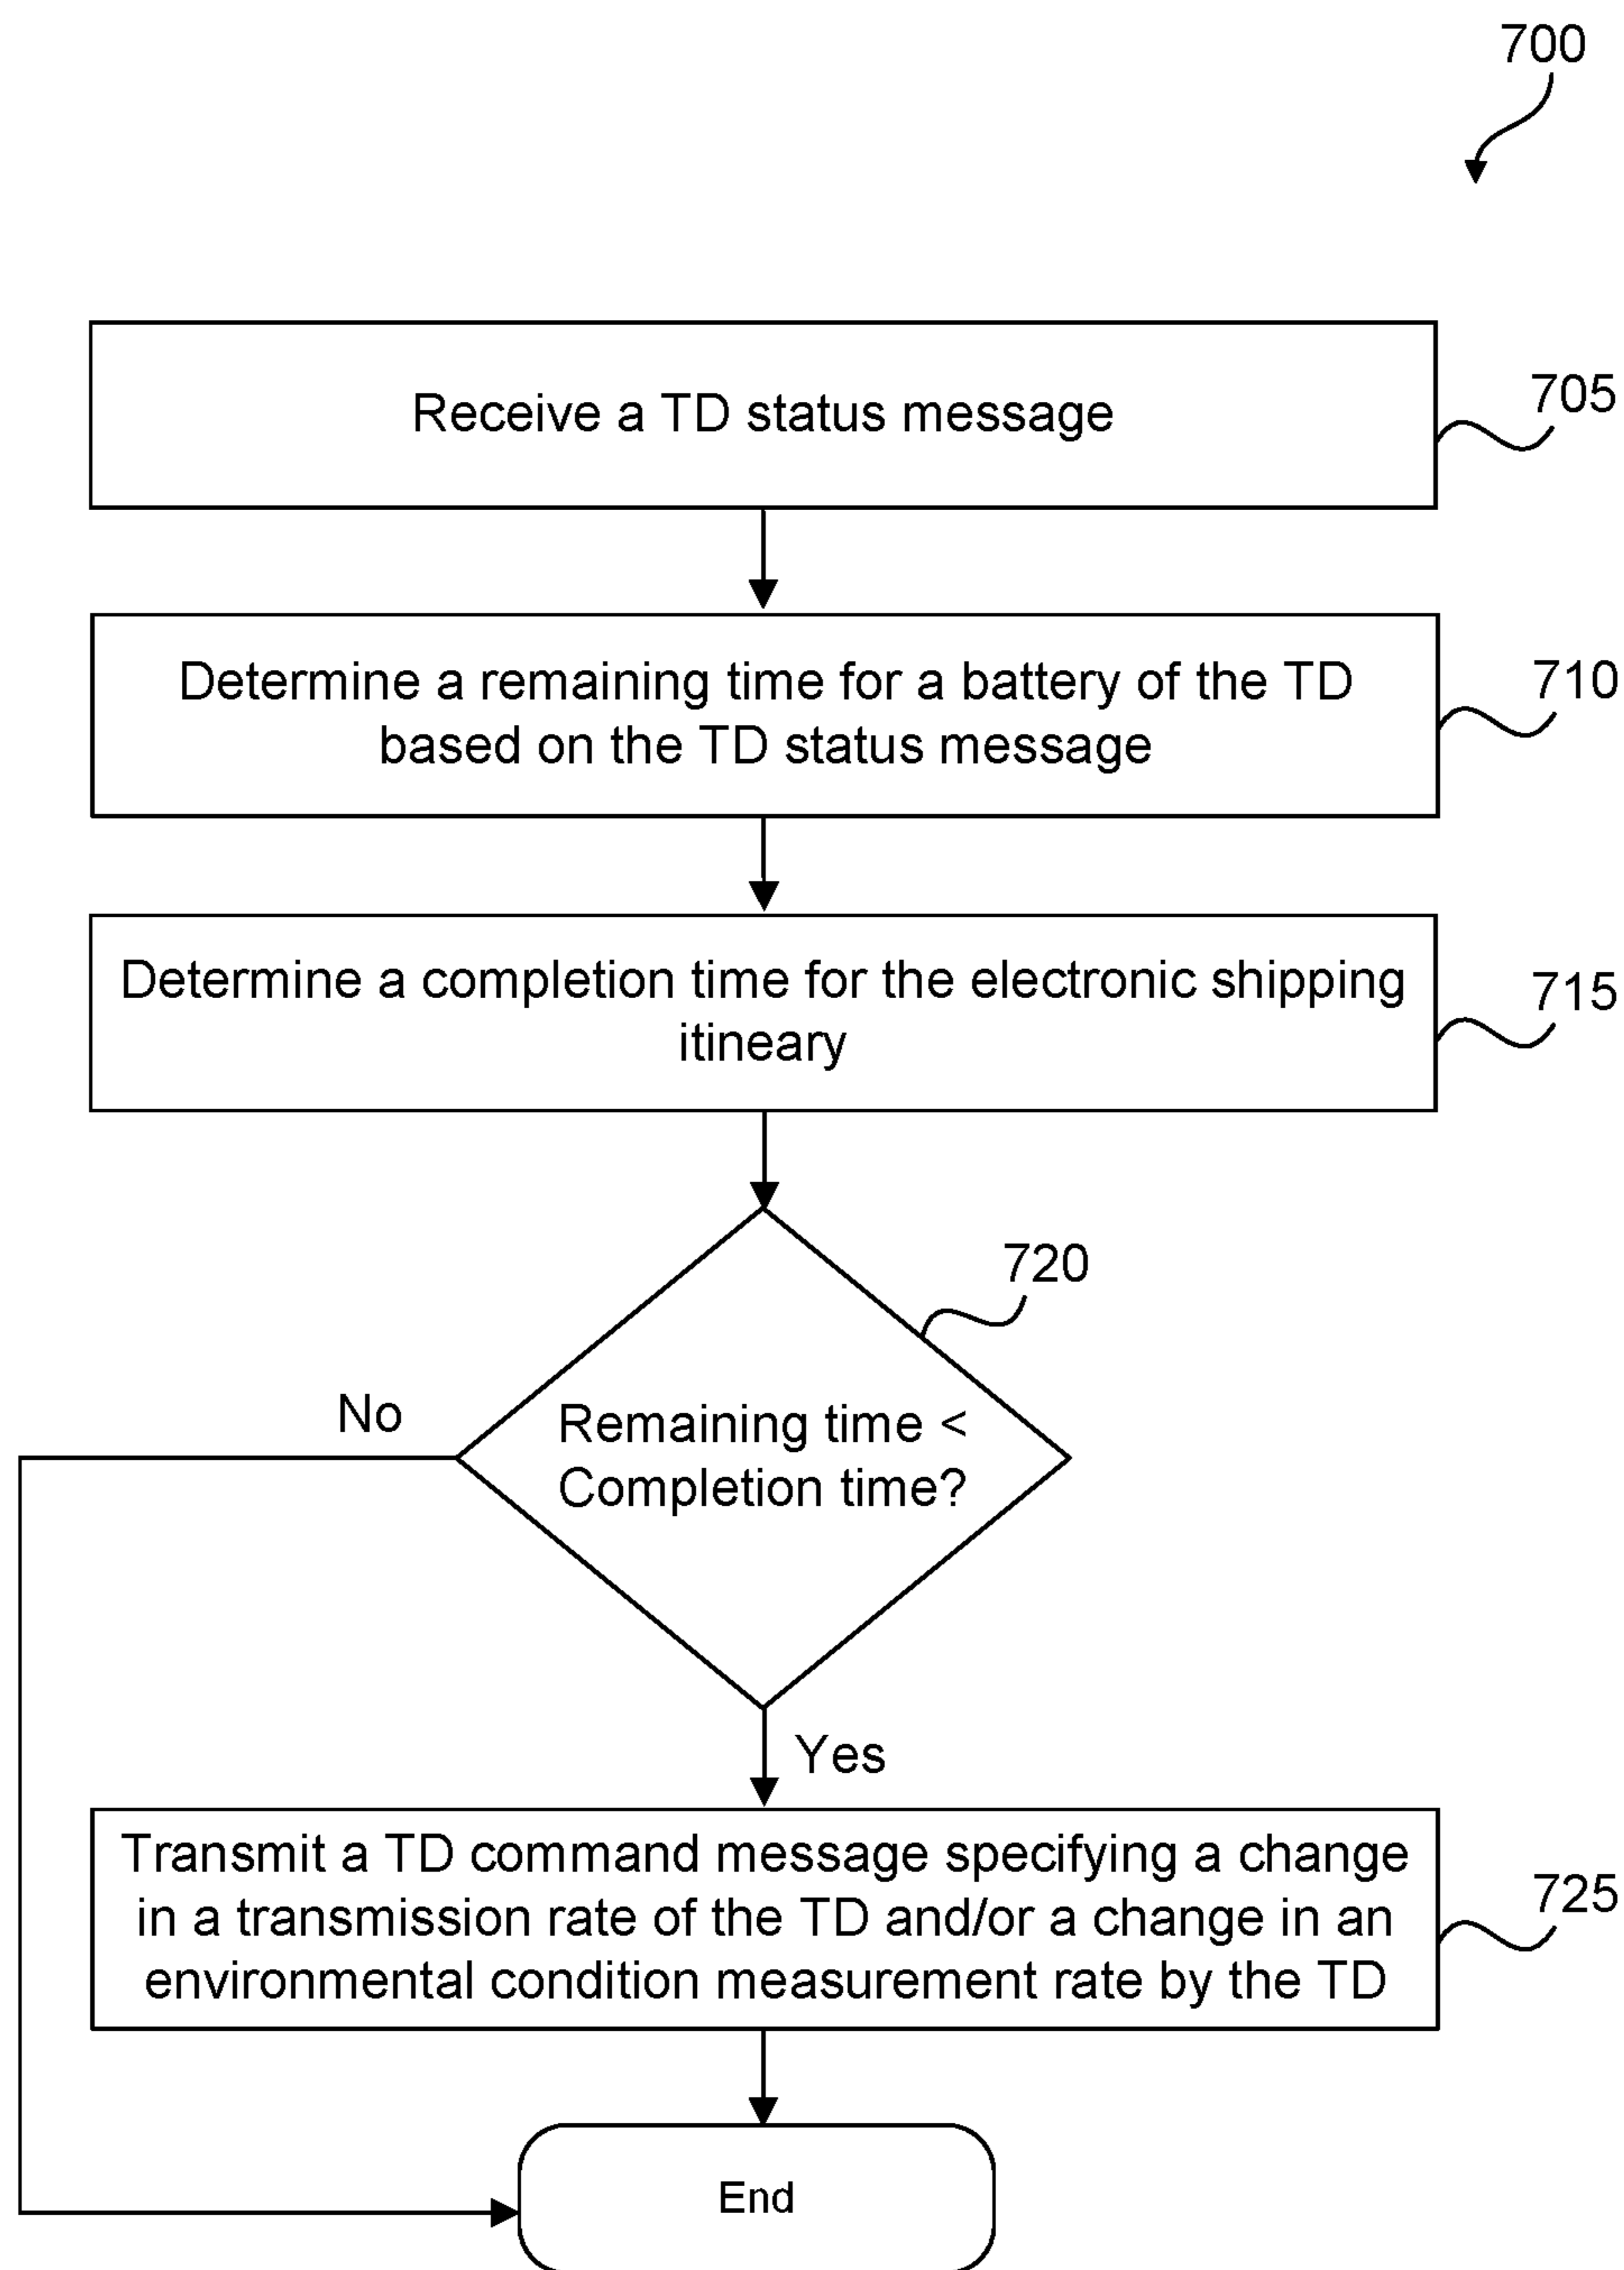 700
Receive a TD status message
705
Determine a remaining time for a battery of the TD
based on the TD status message
710
Determine a completion time for the electronic shipping
itineary
715
720
Remaining time <
Completion time?
No
Yes
Transmit a TD command message specifying a change
in a transmission rate of the TD and/or a change in an
environmental condition measurement rate by the TD
725
End